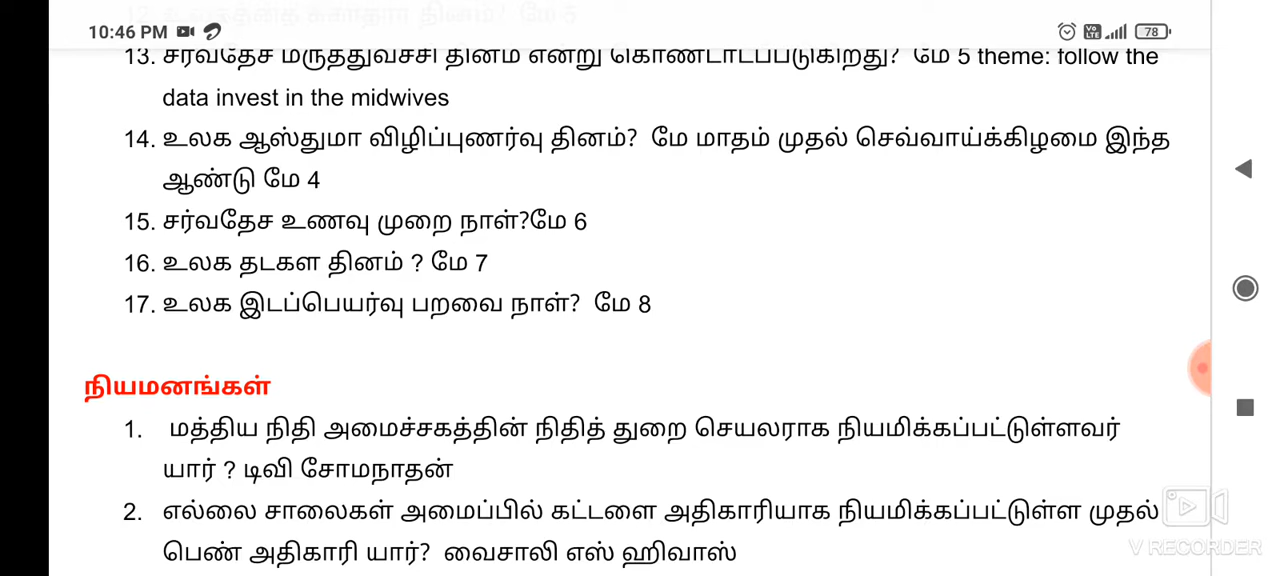 10:46 PM 78
12. உலகத்தின் சுகாதார தினம்? மே 5
13. சர்வதேச மருத்துவச்சி தினம் என்று கொண்டாடப்படுகிறது? மே 5 theme: follow the
data invest in the midwives
14. உலக ஆஸ்துமா விழிப்புணர்வு தினம்? மே மாதம் முதல் செவ்வாய்க்கிழமை இந்த
ஆண்டு மே 4
15. சர்வதேச உணவு முறை நாள்?மே 6
16. உலக தடகள தினம் ? மே 7
17. உலக இடப்பெயர்வு பறவை நாள்? மே 8
நியமனங்கள்
1. மத்திய நிதி அமைச்சகத்தின் நிதித் துறை செயலராக நியமிக்கப்பட்டுள்ளவர்
யார் ? டிவி சோமநாதன்
2. எல்லை சாலைகள் அமைப்பில் கட்டளை அதிகாரியாக நியமிக்கப்பட்டுள்ள முதல்
பெண் அதிகாரி யார்? வைசாலி எஸ் ஹிவாஸ்
V RECORDER